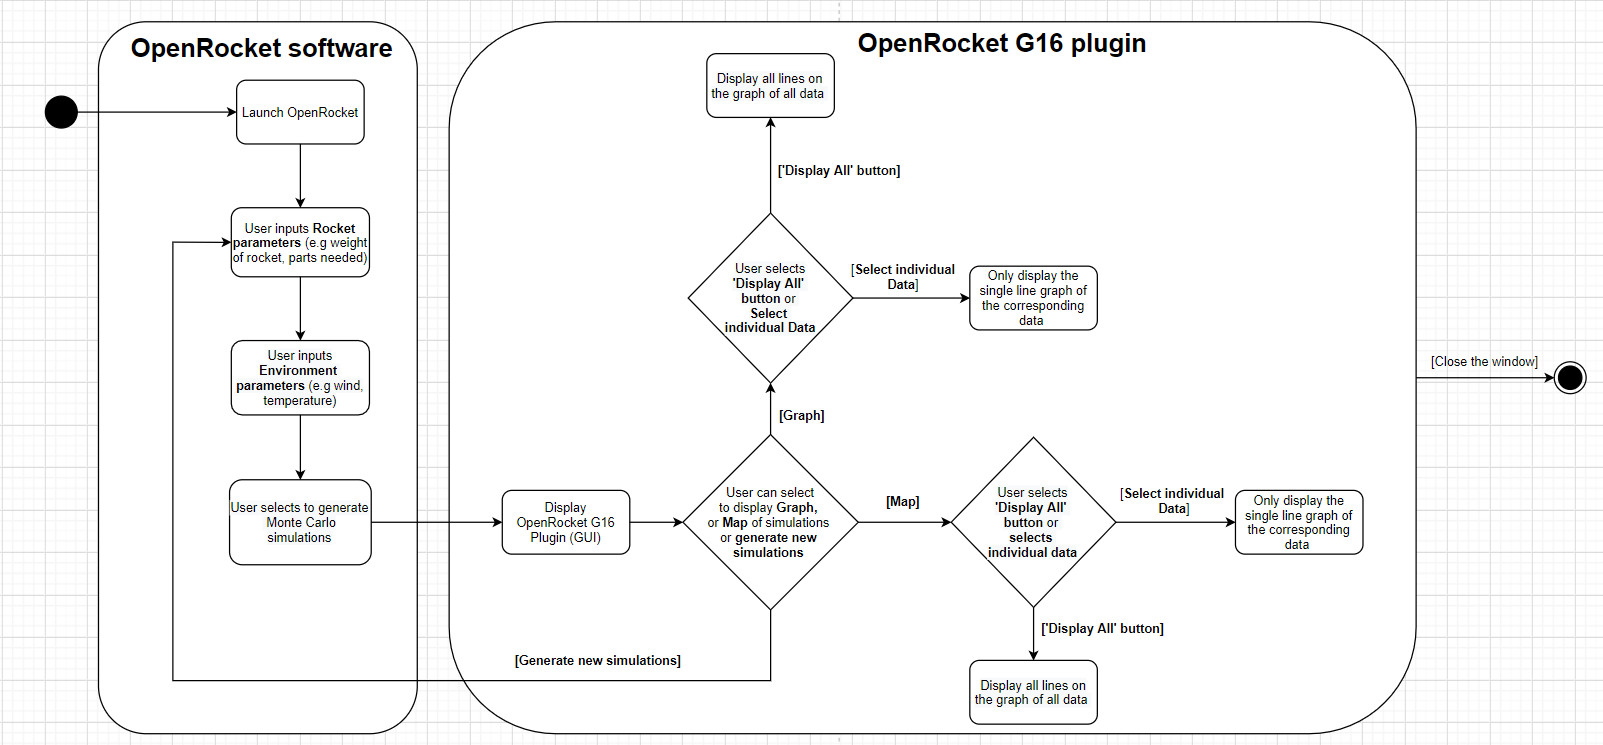 OpenRocket software
Launch OpenRocket
User inputs Rocket
parameters (e.g weight
of rocket, parts needed)
User inputs
Environment
parameters (e.g wind,
temperature)
User selects to generate
Monte Carlo
simulations
OpenRocket G16 plugin
Display all lines on
the graph of all data
['Display All' button]
User selects
'Display All'
button or
Select
individual Data
[Select individual
Data]
Only display the
single line graph of
the corresponding
data
[Graph]
Display
OpenRocket G16
Plugin (GUI)
User can select
to display Graph,
or Map of simulations
or generate new
simulations
[Map]
User selects
'Display All'
button or
selects
individual data
[Select individual
Data]
Only display the
single line graph of
the corresponding
data
['Display All' button]
Display all lines on
the graph of all data
[Generate new simulations]
[Close the window]